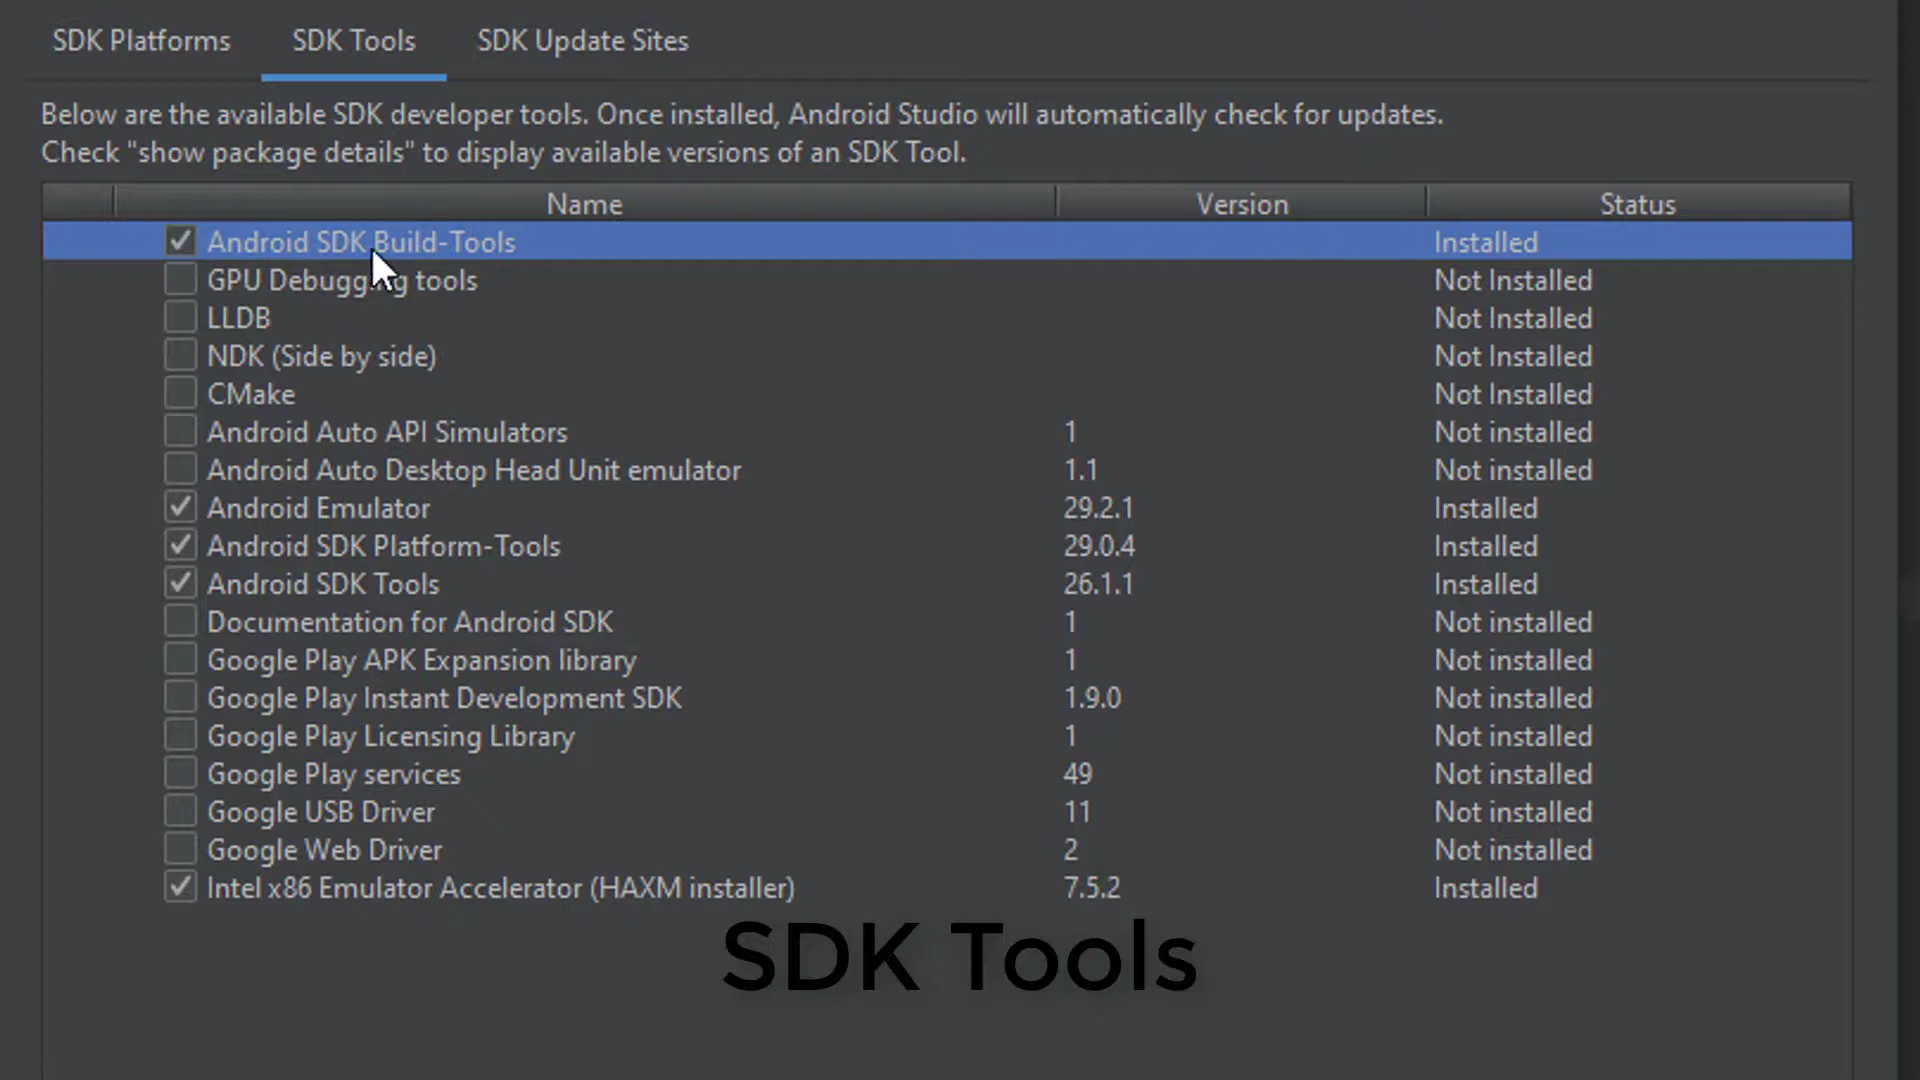 SDK Platforms SDK Tools SDK Update Sites
Below are the available SDK developer tools. Once installed, Android Studio will automatically check for updates.
Check "show package details" to display available versions of an SDK Tool.
Name Version Status
Android SDK Build-Tools Installed
GPU Debugging tools Not Installed
LLDB Not Installed
NDK (Side by side) Not Installed
CMake Not Installed
Android Auto API Simulators 1 Not installed
Android Auto Desktop Head Unit emulator 1.1 Not installed
Android Emulator 29.2.1 Installed
Android SDK Platform-Tools 29.0.4 Installed
Android SDK Tools 26.1.1 Installed
Documentation for Android SDK 1 Not installed
Google Play APK Expansion library 1 Not installed
Google Play Instant Development SDK 1.9.0 Not installed
Google Play Licensing Library 1 Not installed
Google Play services 49 Not installed
Google USB Driver 11 Not installed
Google Web Driver 2 Not installed
Intel x86 Emulator Accelerator (HAXM installer) 7.5.2 Installed
SDK Tools